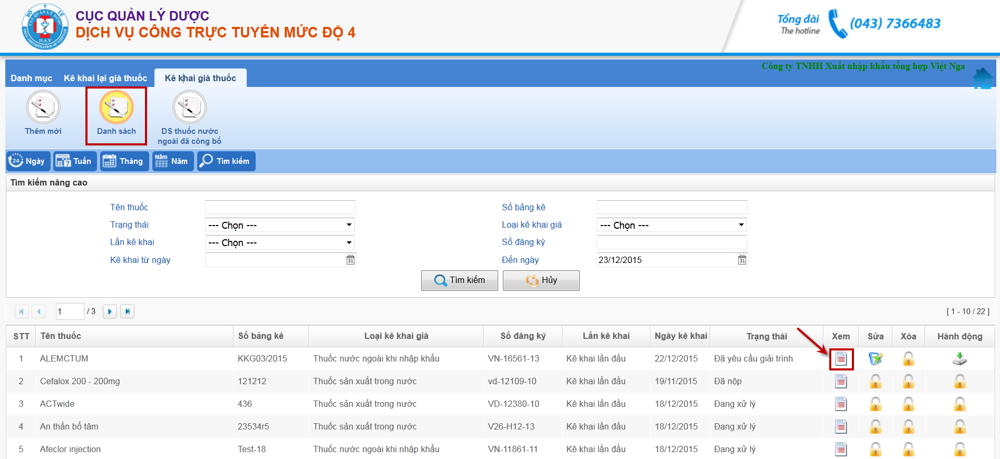 CỤC QUẢN LÝ DƯỢC
DỊCH VỤ CÔNG TRỰC TUYẾN MỨC ĐỘ 4
Tổng đài
The hotline
(043) 7366483
Công ty TNHH Xuất nhập khẩu tổng hợp Việt Nga
Danh mục Kê khai lại giá thuốc Kê khai giá thuốc
Thêm mới Danh sách DS thuốc nước ngoài đã công bố
Ngày Tuần Tháng Năm Tìm kiếm
Tìm kiếm nâng cao
Tên thuốc Số bảng kê
Trạng thái --- Chọn --- Loại kê khai giá --- Chọn ---
Lần kê khai --- Chọn --- Số đăng ký
Kê khai từ ngày Đến ngày 23/12/2015
Tìm kiếm Hủy
1 / 3 [ 1 - 10 / 22 ]
STT Tên thuốc Số bảng kê Loại kê khai giá Số đăng ký Lần kê khai Ngày kê khai Trạng thái Xem Sửa Xóa Hành động
1 ALEMCTUM KKG03/2015 Thuốc nước ngoài khi nhập khẩu VN-16561-13 Kê khai lần đầu 22/12/2015 Đã yêu cầu giải trình
2 Cefalox 200 - 200mg 121212 Thuốc sản xuất trong nước vd-12109-10 Kê khai lần đầu 19/11/2015 Đã nộp
3 ACTwide 436 Thuốc sản xuất trong nước VD-12380-10 Kê khai lần đầu 18/12/2015 Đang xử lý
4 An thần bổ tâm 23534r5 Thuốc sản xuất trong nước V26-H12-13 Kê khai lần đầu 18/12/2015 Đang xử lý
5 Afeclor injection Test-18 Thuốc nước ngoài khi nhập khẩu VN-11861-11 Kê khai lần đầu 18/12/2015 Đang xử lý